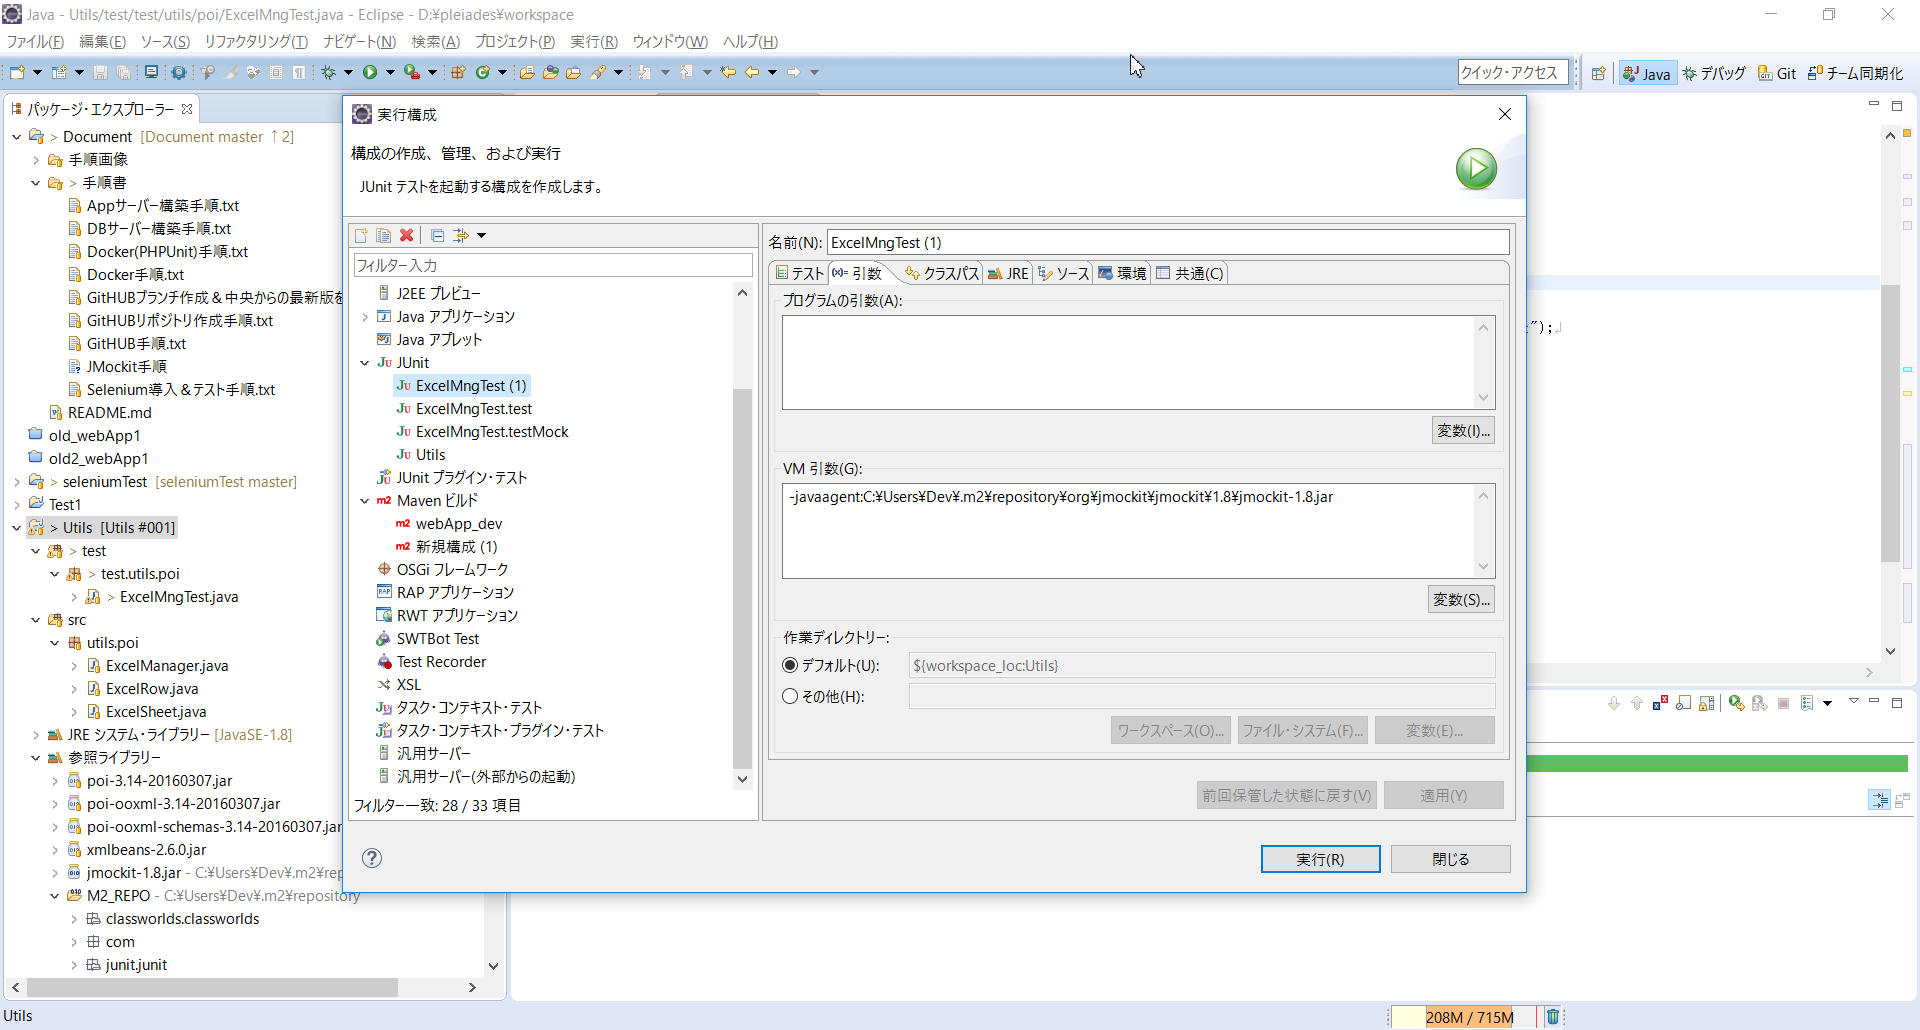 Java - Utils/test/test/utils/poi/ExcelMngTest.java - Eclipse - D:¥pleiades¥workspace
ファイル(F) 編集(E) ソース(S) リファクタリング(T) ナビゲート(N) 検索(A) プロジェクト(P) 実行(R) ウィンドウ(W) ヘルプ(H)
クイック・アクセス
Java
デバッグ
Git
チーム同期化
パッケージ・エクスプローラー
> Document [Document master ↑2]
手順画像
> 手順書
Appサーバー構築手順.txt
DBサーバー構築手順.txt
Docker(PHPUnit)手順.txt
Docker手順.txt
GitHUBブランチ作成＆中央からの最新版を
GitHUBリポジトリ作成手順.txt
GitHUB手順.txt
JMockit手順
Selenium導入＆テスト手順.txt
README.md
old_webApp1
old2_webApp1
> seleniumTest [seleniumTest master]
Test1
> Utils [Utils #001]
> test
> test.utils.poi
> ExcelMngTest.java
src
utils.poi
ExcelManager.java
ExcelRow.java
ExcelSheet.java
JRE システム・ライブラリー [JavaSE-1.8]
参照ライブラリー
poi-3.14-20160307.jar
poi-ooxml-3.14-20160307.jar
poi-ooxml-schemas-3.14-20160307.jar
xmlbeans-2.6.0.jar
jmockit-1.8.jar - C:¥Users¥Dev¥.m2¥rep
M2_REPO - C:¥Users¥Dev¥.m2¥repository
classworlds.classworlds
com
junit.junit
Utils
実行構成
構成の作成、管理、および実行
JUnit テストを起動する構成を作成します。
フィルター入力
J2EE プレビュー
Java アプリケーション
Java アプレット
JUnit
ExcelMngTest (1)
ExcelMngTest.test
ExcelMngTest.testMock
Utils
JUnit プラグイン・テスト
Maven ビルド
webApp_dev
新規構成 (1)
OSGi フレームワーク
RAP アプリケーション
RWT アプリケーション
SWTBot Test
Test Recorder
XSL
タスク・コンテキスト・テスト
タスク・コンテキスト・プラグイン・テスト
汎用サーバー
汎用サーバー(外部からの起動)
フィルター一致: 28 / 33 項目
名前(N): ExcelMngTest (1)
テスト (x)= 引数 クラスパス JRE ソース 環境 共通(C)
プログラムの引数(A):
変数(I)...
VM 引数(G):
-javaagent:C:¥Users¥Dev¥.m2¥repository¥org¥jmockit¥jmockit¥1.8¥jmockit-1.8.jar
変数(S)...
作業ディレクトリー:
デフォルト(U): ${workspace_loc:Utils}
その他(H):
ワークスペース(O)... ファイル・システム(F)... 変数(E)...
前回保管した状態に戻す(V) 適用(Y)
実行(R) 閉じる
");
208M / 715M